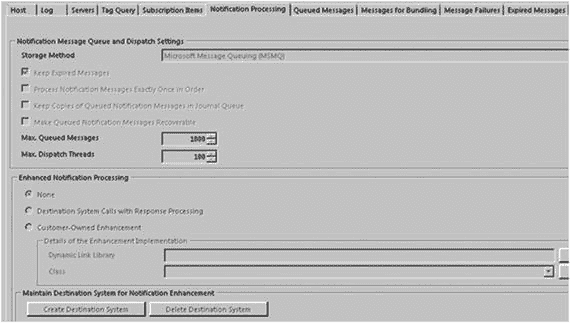 Host Log Servers Tag Query Subscription Items Notification Processing Queued Messages Messages for Bundling Message Failures Expired Messages
Notification Message Queue and Dispatch Settings
Storage Method Microsoft Message Queuing (MSMQ)
Keep Expired Messages
Process Notification Messages Exactly Once in Order
Keep Copies of Queued Notification Messages in Journal Queue
Make Queued Notification Messages Recoverable
Max. Queued Messages 1000
Max. Dispatch Threads 100
Enhanced Notification Processing
None
Destination System Calls with Response Processing
Customer-Owned Enhancement
Details of the Enhancement Implementation
Dynamic Link Library
Class
Maintain Destination System for Notification Enhancement
Create Destination System Delete Destination System